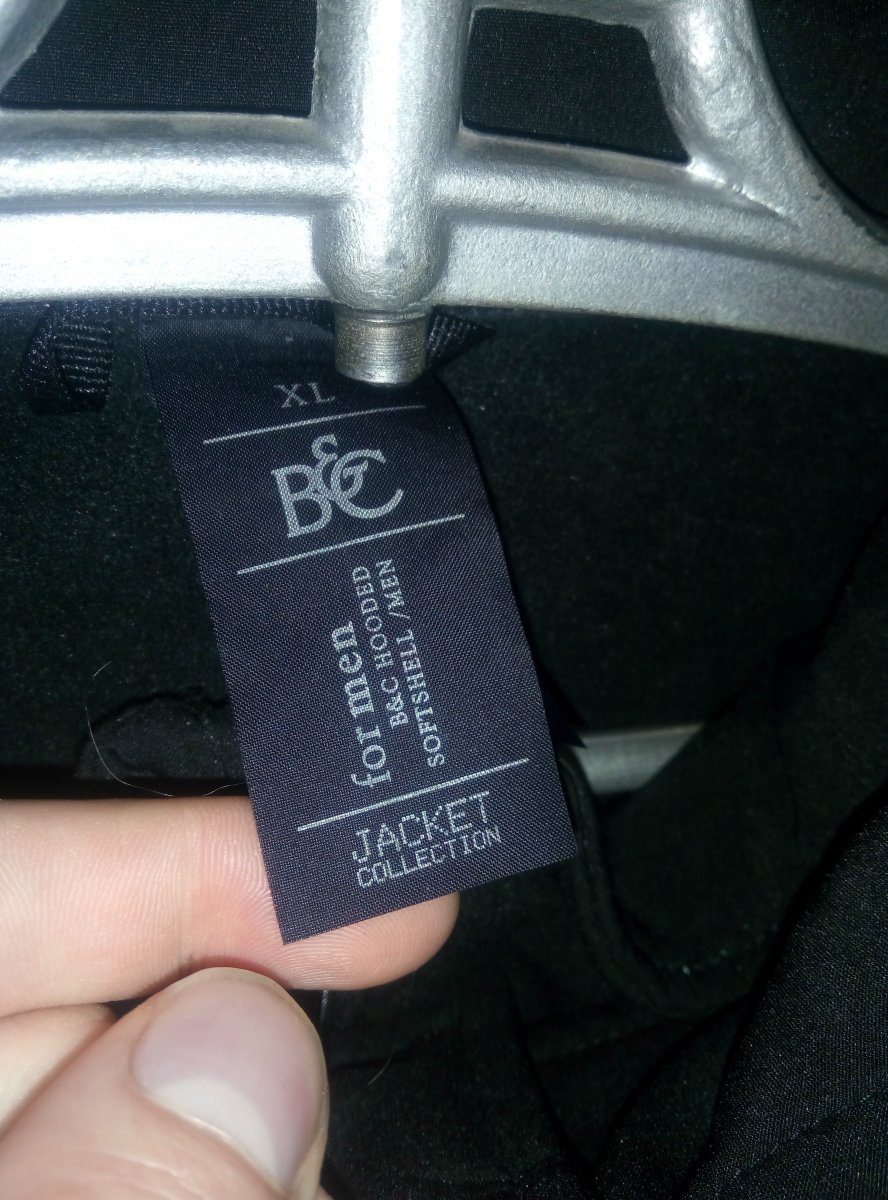 XL
B&C
for men
B&C HOODED
SOFTSHELL /MEN
JACKET
COLLECTION